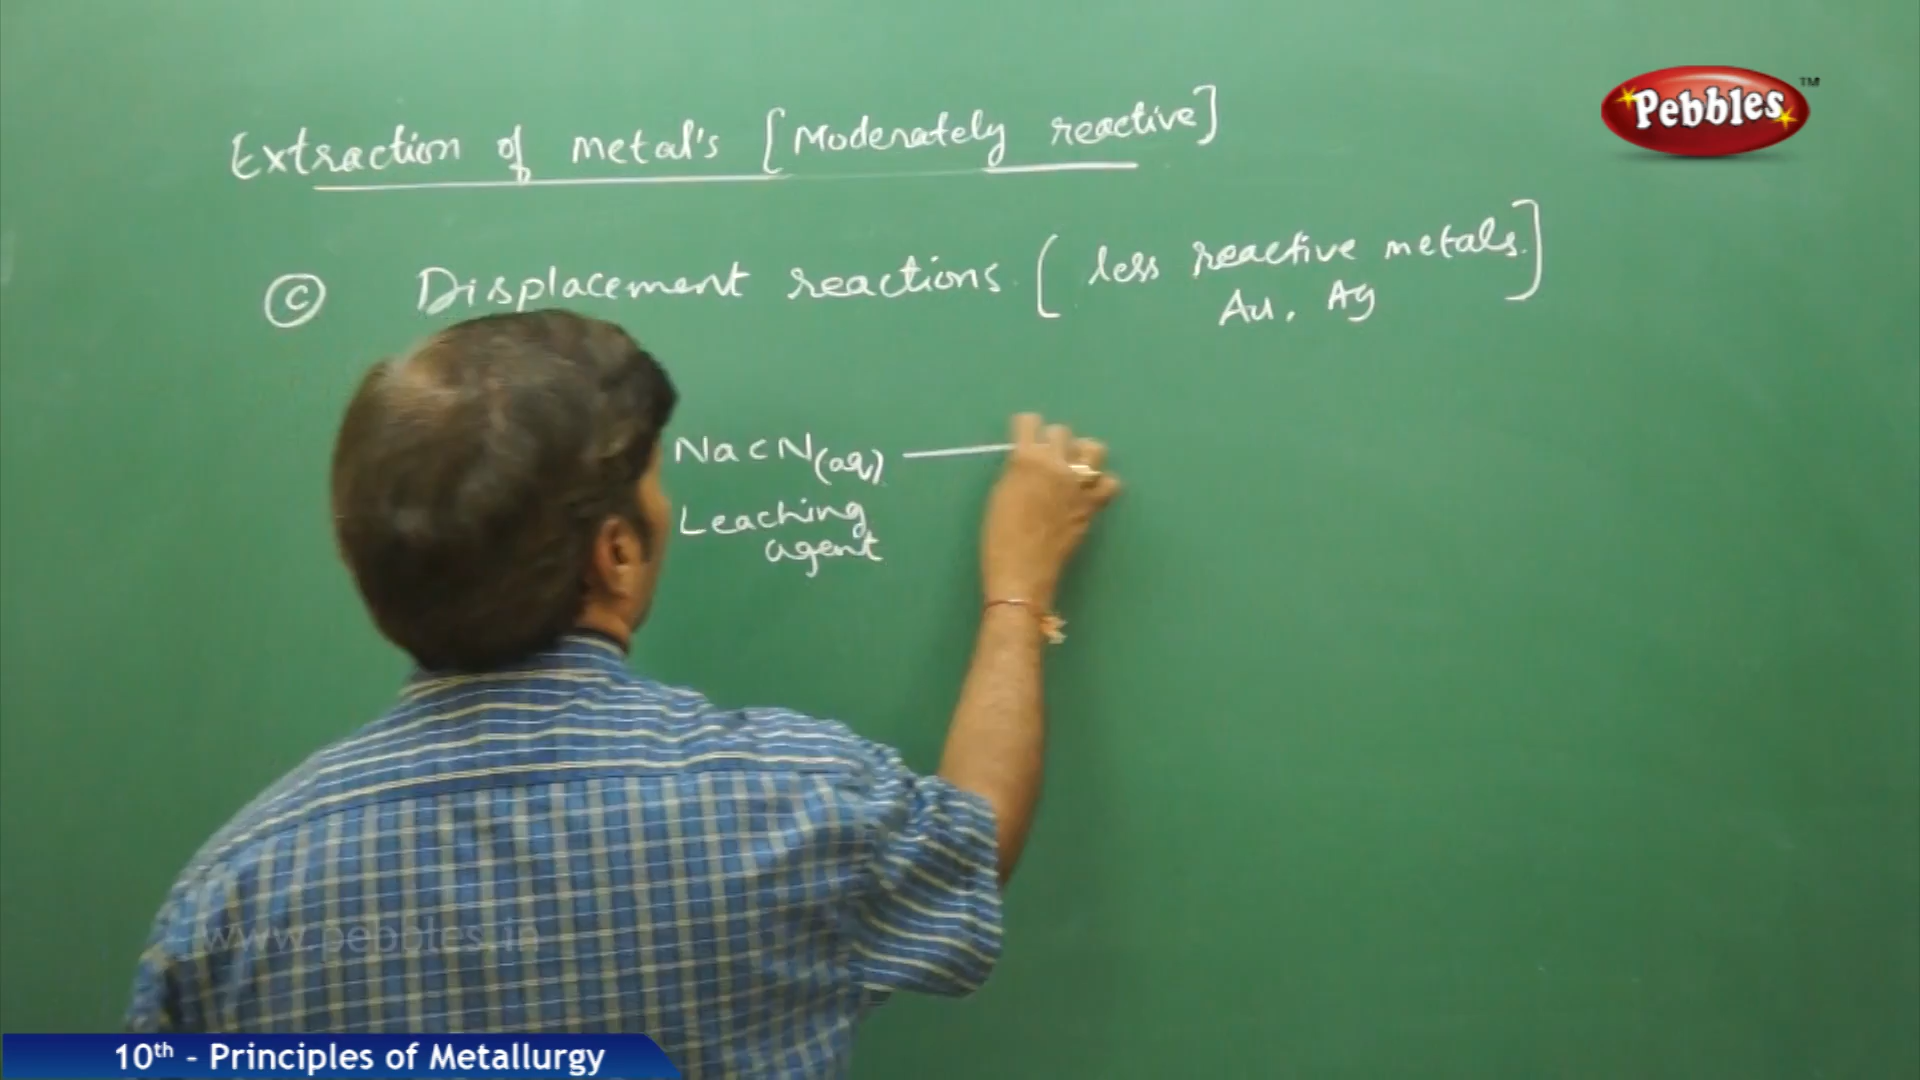 Extraction of metal's [Moderately reactive]
Pebbles™
© Displacement reactions. [less reactive metals.]
Au, Ag
NaCN(aq)
Leaching
agent
www.pebbles.in
10th - Principles of Metallurgy